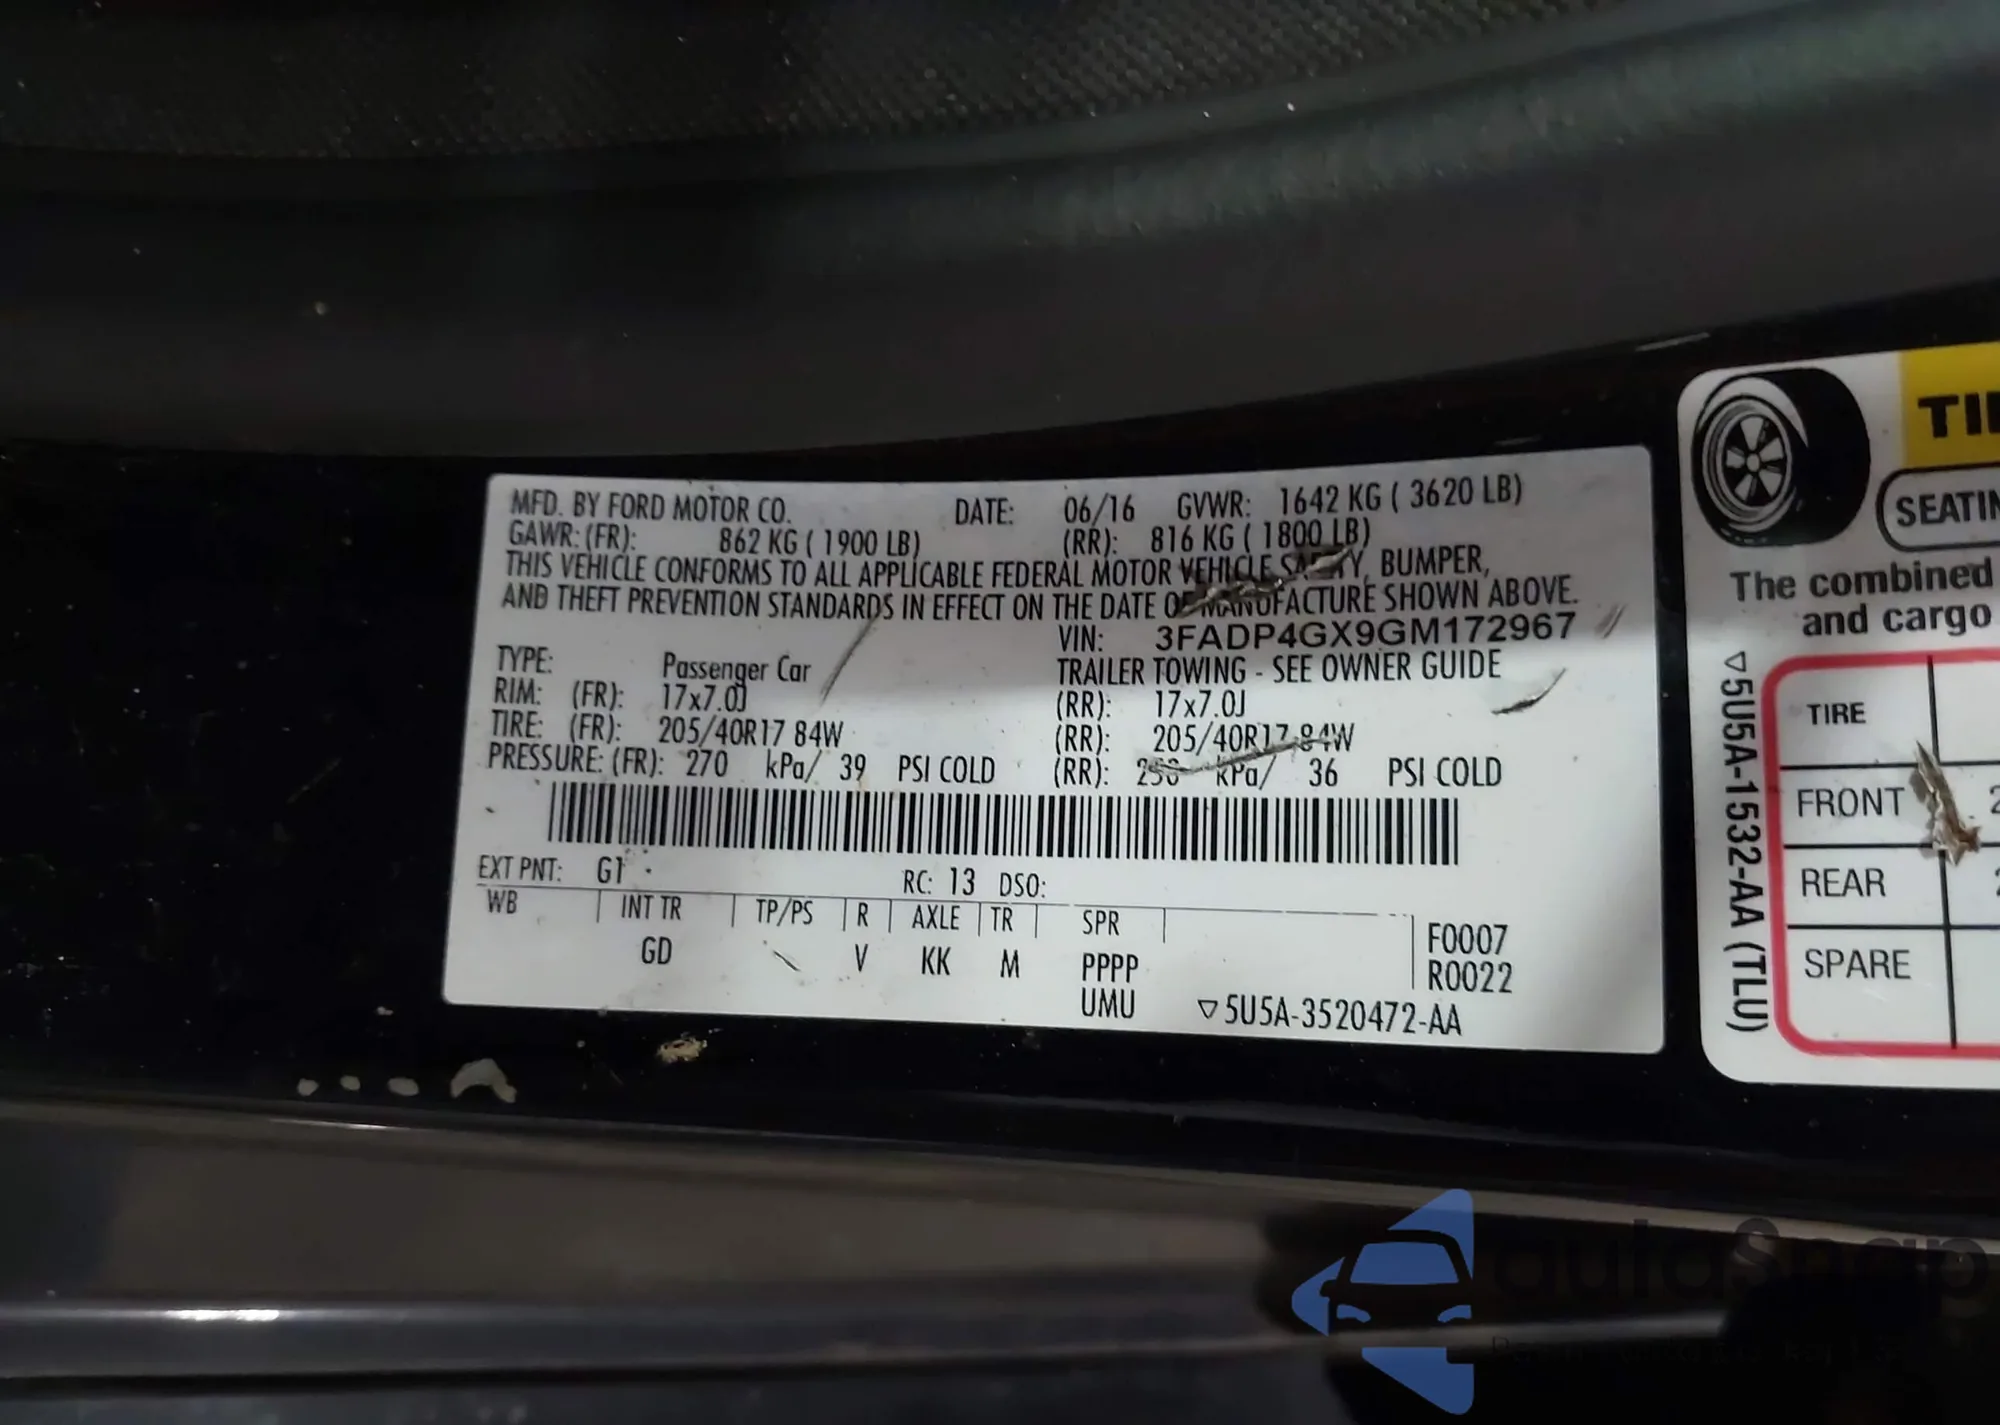 MFD. BY FORD MOTOR CO. DATE: 06/16 GVWR: 1642 KG ( 3620 LB)
GAWR: (FR): 862 KG ( 1900 LB) (RR): 816 KG ( 1800 LB)
THIS VEHICLE CONFORMS TO ALL APPLICABLE FEDERAL MOTOR VEHICLE SAFETY, BUMPER,
AND THEFT PREVENTION STANDARDS IN EFFECT ON THE DATE OF MANUFACTURE SHOWN ABOVE.
VIN: 3FADP4GX9GM172967
TYPE: Passenger Car TRAILER TOWING - SEE OWNER GUIDE
RIM: (FR): 17x7.0J (RR): 17x7.0J
TIRE: (FR): 205/40R17 84W (RR): 205/40R17 84W
PRESSURE: (FR): 270 kPa/ 39 PSI COLD (RR): kPa/ 36 PSI COLD
EXT PNT: G1 RC: 13 DSO:
WB INT TR TP/PS R AXLE TR SPR
GD V KK M PPPP
UMU
F0007
R0022
▽5U5A-3520472-AA
SEATIN
The combined
and cargo
TIRE
FRONT 2
REAR 2
SPARE
▽5U5A-1532-AA (TLU)
autoSnap